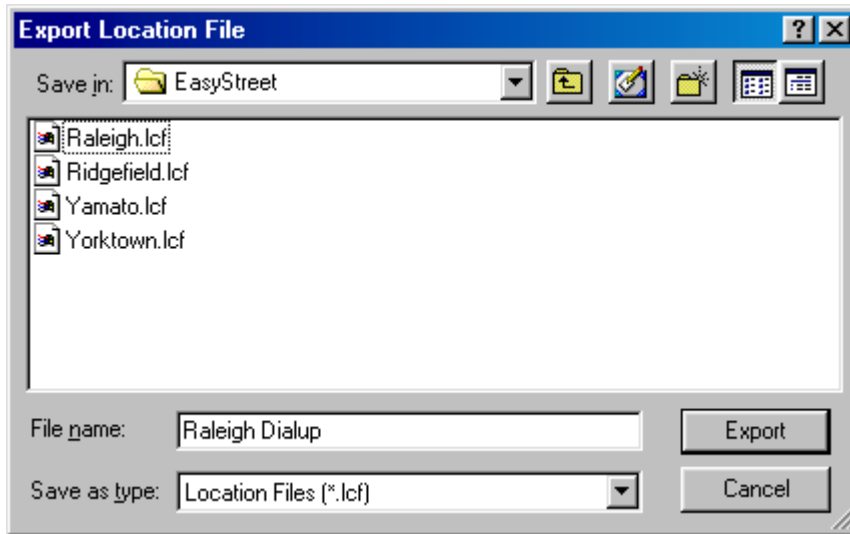 Export Location File
Save in: EasyStreet
Raleigh.lcf
Ridgefield.lcf
Yamato.lcf
Yorktown.lcf
File name: Raleigh Dialup Export
Save as type: Location Files (*.lcf) Cancel